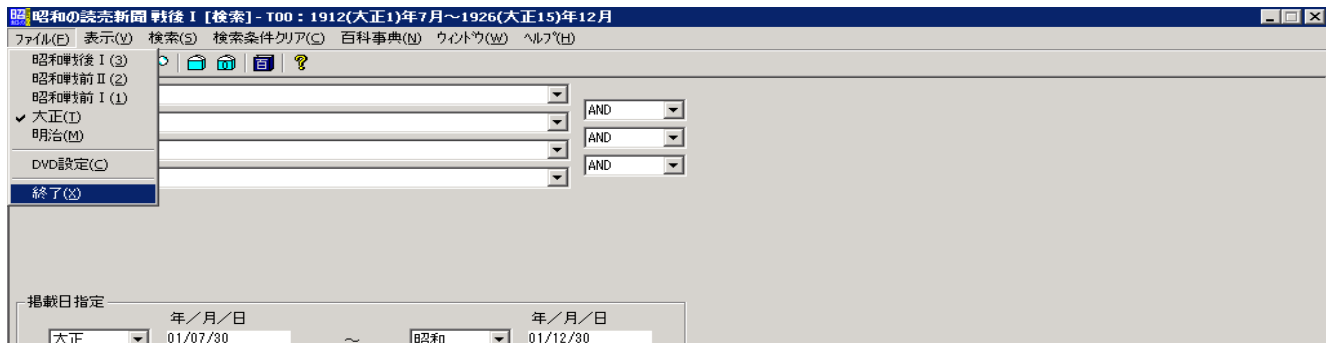 昭和の読売新聞 戦後Ⅰ [検索] - T00：1912(大正1)年7月～1926(大正15)年12月
ファイル(F) 表示(V) 検索(S) 検索条件クリア(C) 百科事典(N) ウィンドウ(W) ヘルプ(H)
昭和戦後Ⅰ(3)
昭和戦前Ⅱ(2)
昭和戦前Ⅰ(1)
大正(T)
明治(M)
DVD設定(C)
終了(X)
百 ?
AND
AND
AND
掲載日指定
年／月／日 年／月／日
大正 01/07/30 ～ 昭和 01/12/30